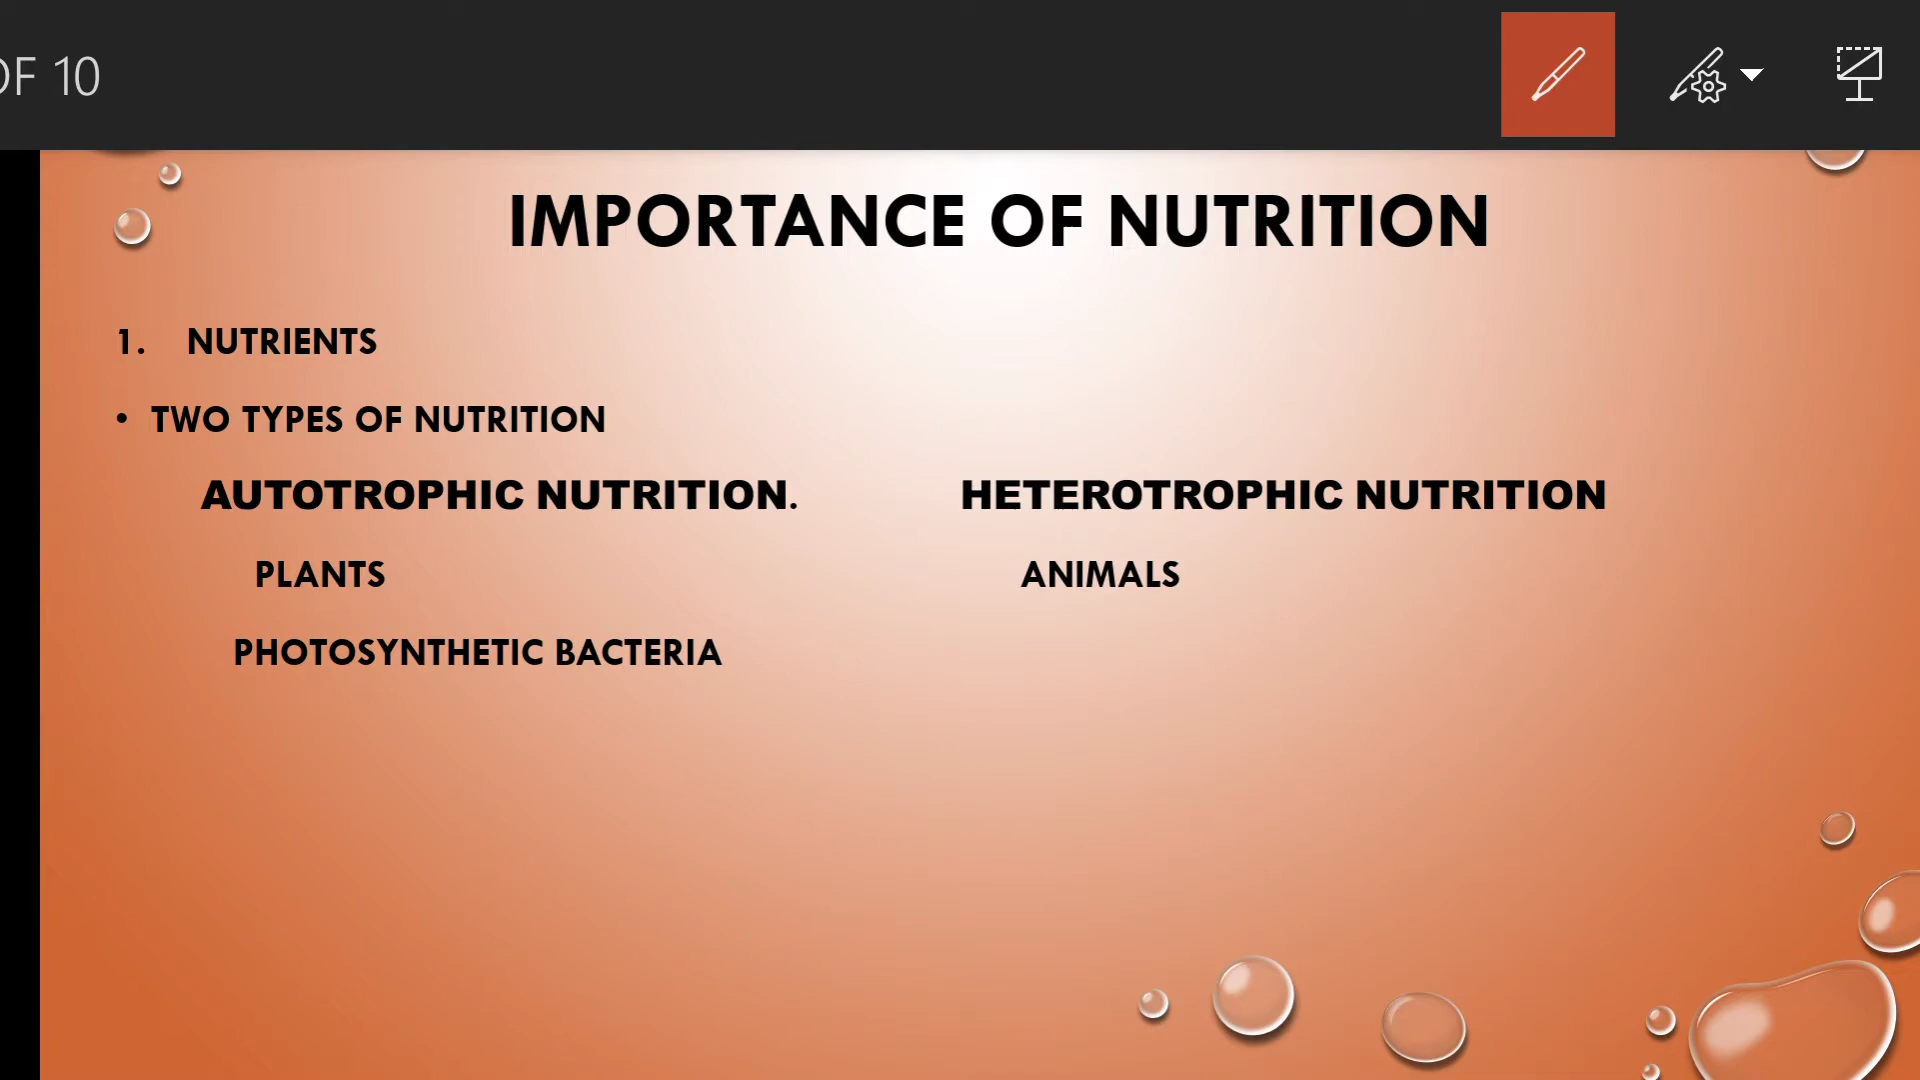 OF 10
IMPORTANCE OF NUTRITION
1. NUTRIENTS
• TWO TYPES OF NUTRITION
AUTOTROPHIC NUTRITION. HETEROTROPHIC NUTRITION
PLANTS ANIMALS
PHOTOSYNTHETIC BACTERIA